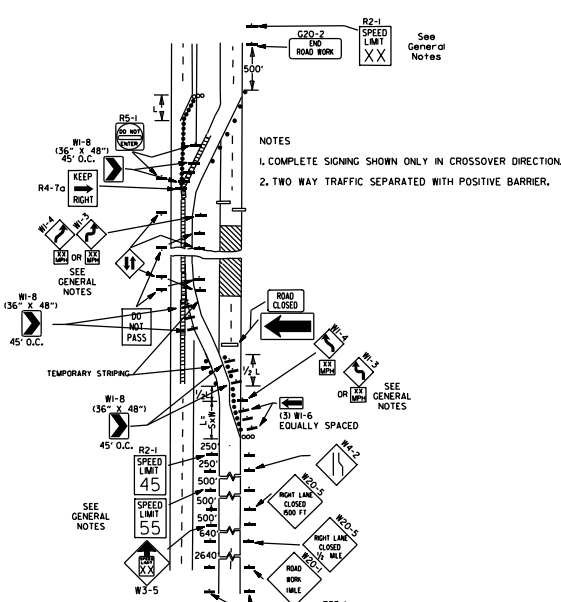 R2-1
SPEED
LIMIT
XX
See
General
Notes
G20-2
END
ROAD WORK
500'
L
R5-1
DO NOT
ENTER
W1-8
(36" X 48")
45' O.C.
R4-7a
KEEP
RIGHT
NOTES
1. COMPLETE SIGNING SHOWN ONLY IN CROSSOVER DIRECTION.
2. TWO WAY TRAFFIC SEPARATED WITH POSITIVE BARRIER.
W1-4
W1-3
XX
MPH
OR
XX
MPH
SEE
GENERAL
NOTES
W1-8
(36" X 48")
45' O.C.
DO
NOT
PASS
ROAD
CLOSED
W1-4
XX
MPH
W1-3
OR
XX
MPH
SEE
GENERAL
NOTES
TEMPORARY STRIPING
1/2 L
1/2 L
W1-8
(36" X 48")
45' O.C.
L=
S×W
(3) W1-6
EQUALLY SPACED
R2-1
SPEED
LIMIT
45
250'
250'
W4-2
500'
SPEED
LIMIT
55
500'
W20-5
RIGHT LANE
CLOSED
1500 FT
SEE
GENERAL
NOTES
500'
640'
W20-5
RIGHT LANE
CLOSED
1/2 MILE
SPEED
LIMIT
XX
W3-5
2640'
W20-1
ROAD
WORK
1 MILE